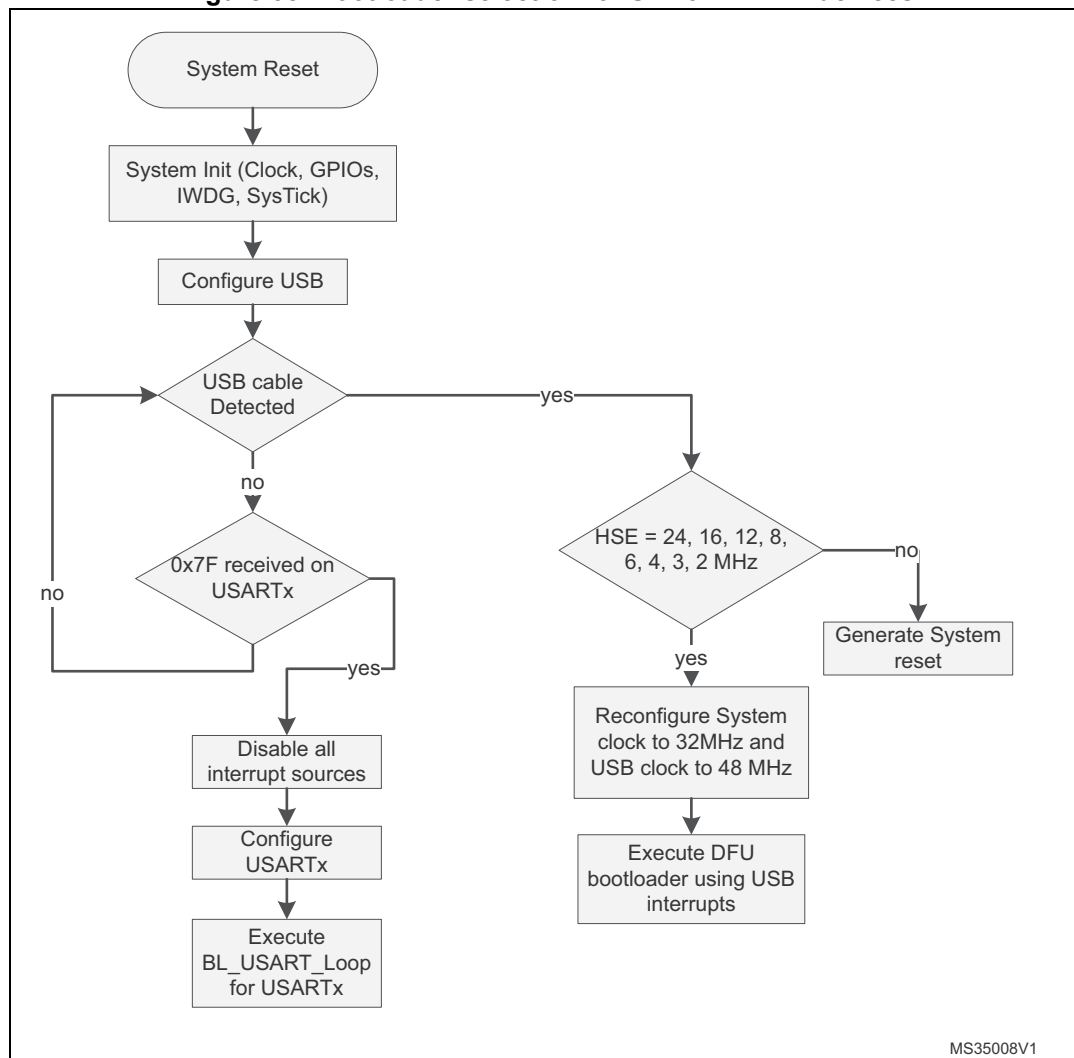 System Reset
System Init (Clock, GPIOs,
IWDG, SysTick)
Configure USB
USB cable
Detected
yes
no
HSE = 24, 16, 12, 8,
6, 4, 3, 2 MHz
no
0x7F received on
USARTx
no
yes
Generate System
reset
yes
Reconfigure System
clock to 32MHz and
USB clock to 48 MHz
Disable all
interrupt sources
Configure
USARTx
Execute DFU
bootloader using USB
interrupts
Execute
BL_USART_Loop
for USARTx
MS35008V1